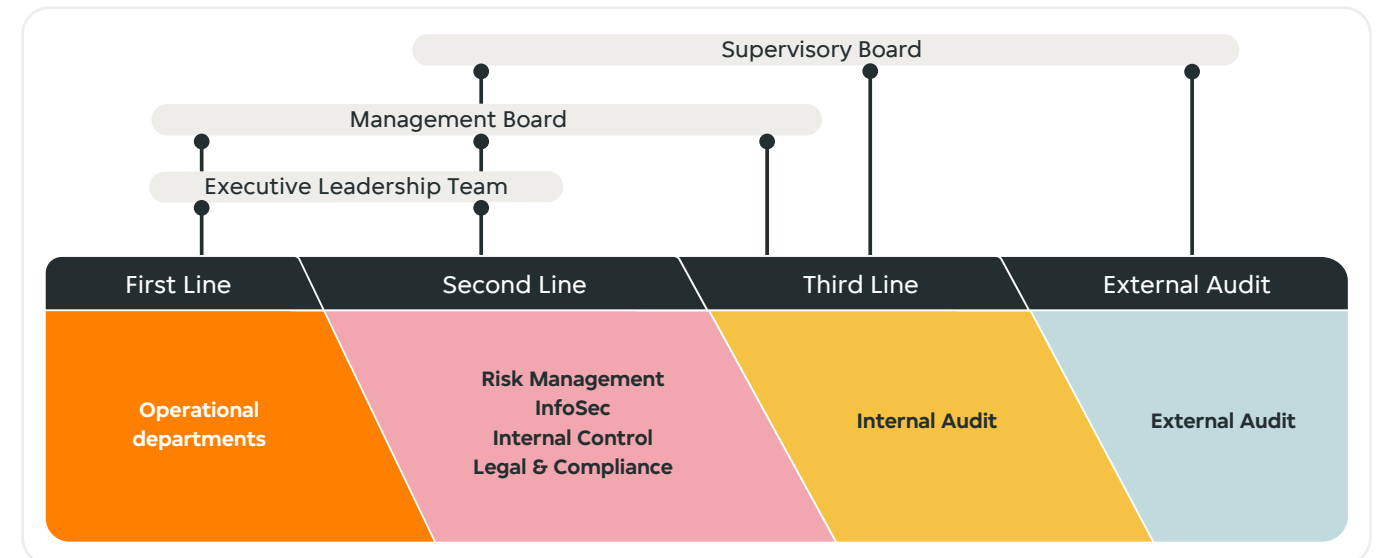 Supervisory Board
Management Board
Executive Leadership Team
First Line
Second Line
Third Line
External Audit
Operational
departments
Risk Management
InfoSec
Internal Control
Legal & Compliance
Internal Audit
External Audit